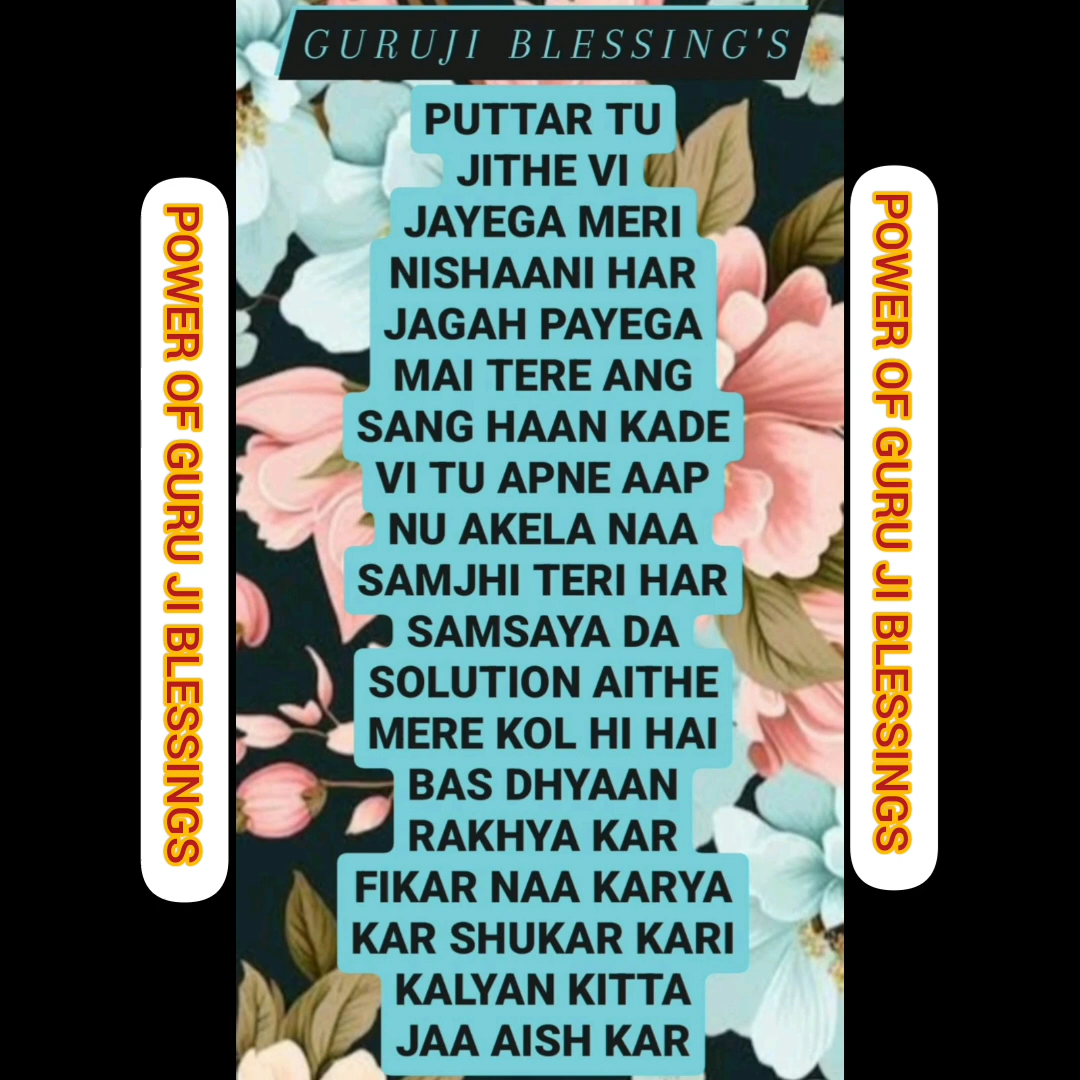 GURUJI BLESSING'S
PUTTAR TU
JITHE VI
JAYEGA MERI
NISHAANI HAR
JAGAH PAYEGA
MAI TERE ANG
SANG HAAN KADE
VI TU APNE AAP
NU AKELA NAA
SAMJHI TERI HAR
SAMSAYA DA
SOLUTION AITHE
MERE KOL HI HAI
BAS DHYAAN
RAKHYA KAR
FIKAR NAA KARYA
KAR SHUKAR KARI
KALYAN KITTA
JAA AISH KAR
POWER OF GURU JI BLESSINGS
POWER OF GURU JI BLESSINGS